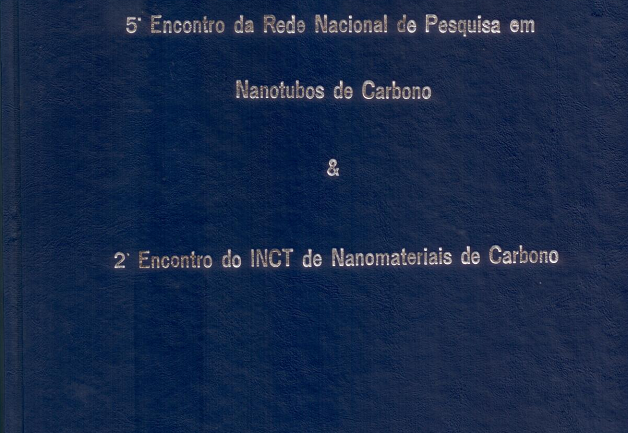 5° Encontro da Rede Nacional de Pesquisa em
Nanotubos de Carbono
&
2° Encontro do INCT de Nanomateriais de Carbono